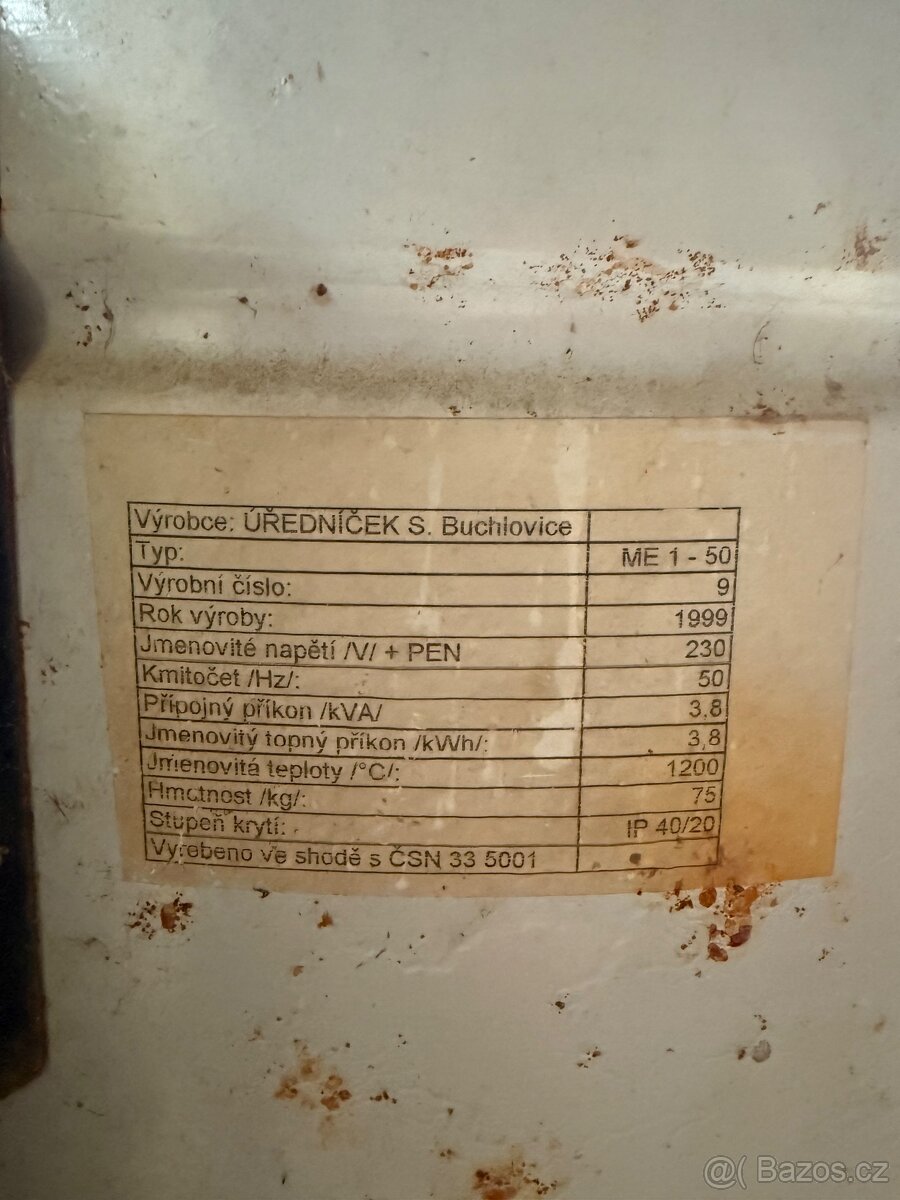 Výrobce: ÚŘEDNÍČEK S. Buchlovice
Typ: ME 1 - 50
Výrobní číslo: 9
Rok výroby: 1999
Jmenovité napětí /V/ + PEN 230
Kmitočet /Hz/: 50
Přípojný příkon /kVA/ 3,8
Jmenovitý topný příkon /kWh/: 3,8
Jmenovitá teploty /°C/: 1200
Hmotnost /kg/: 75
Stupeň krytí: IP 40/20
Vyrobeno ve shodě s ČSN 33 5001
@( Bazos.cz